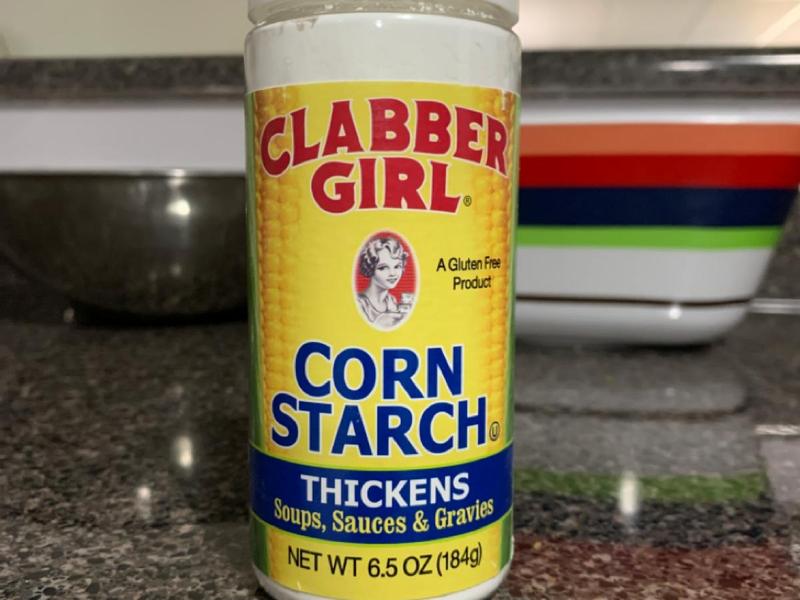 CLABBER
GIRL®
A Gluten Free
Product
CORN
STARCH Ⓤ
THICKENS
Soups, Sauces & Gravies
NET WT 6.5 OZ (184g)